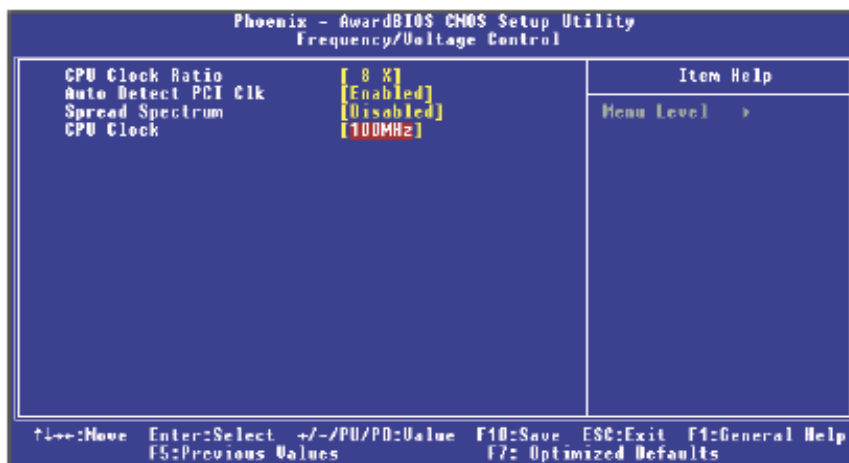 Phoenix - AwardBIOS CMOS Setup Utility
Frequency/Voltage Control
CPU Clock Ratio [ 8 X]
Auto Detect PCI Clk [Enabled]
Spread Spectrum [Disabled]
CPU Clock [100MHz]
Item Help
Menu Level ›
↑↓→←:Move Enter:Select +/-/PU/PD:Value F10:Save ESC:Exit F1:General Help
F5:Previous Values F7: Optimized Defaults